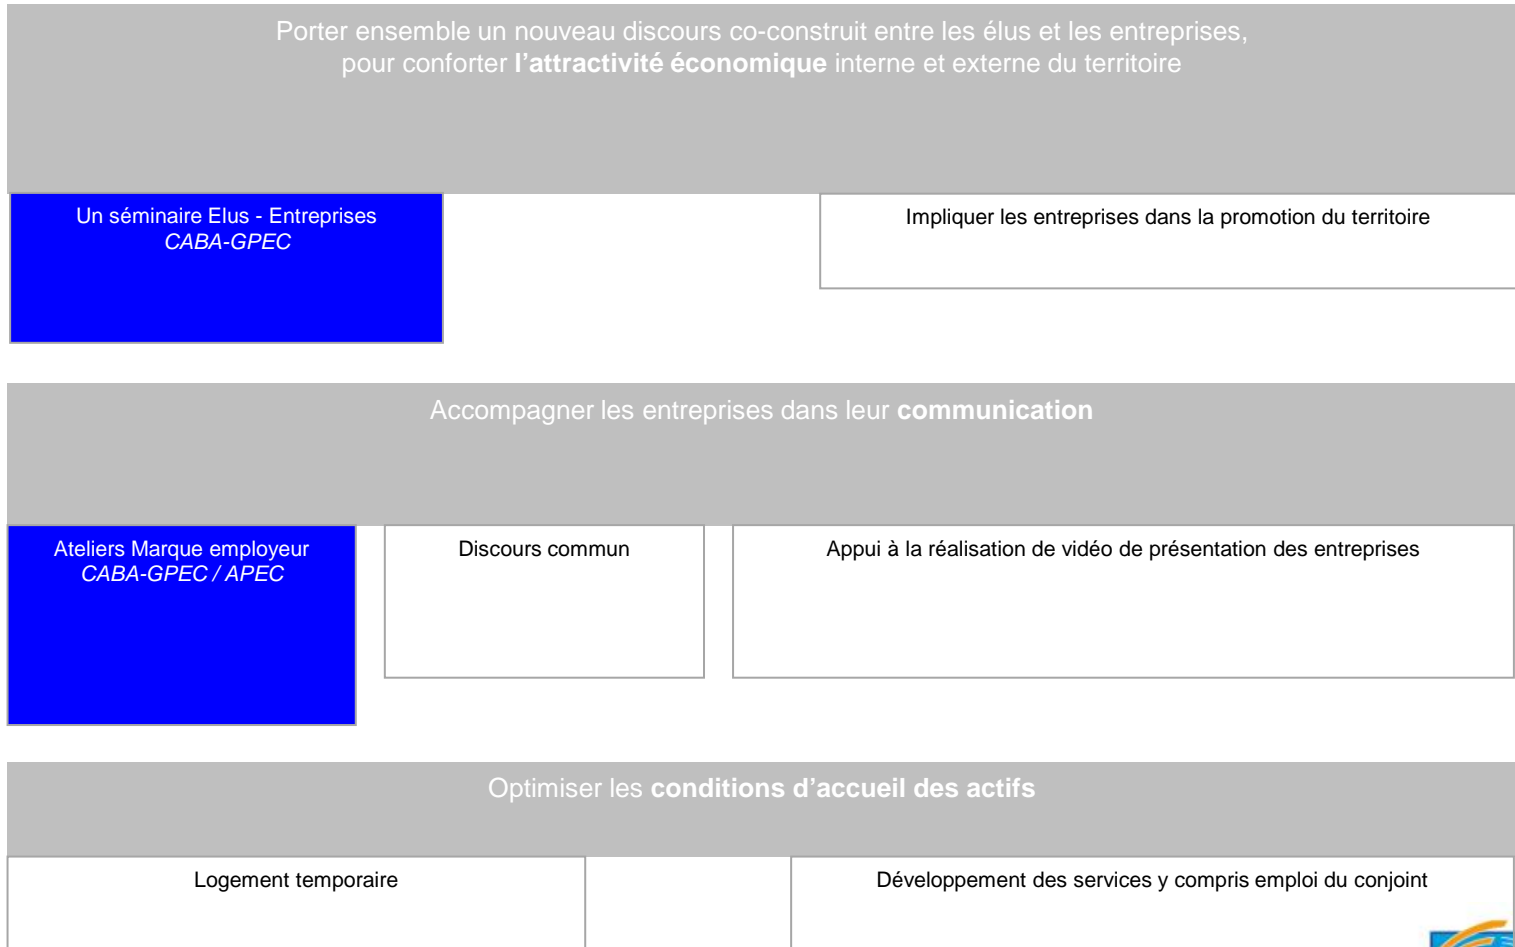 Porter ensemble un nouveau discours co-construit entre les élus et les entreprises,
pour conforter l’attractivité économique interne et externe du territoire
Un séminaire Elus - Entreprises
CABA-GPEC
Impliquer les entreprises dans la promotion du territoire
Accompagner les entreprises dans leur communication
Ateliers Marque employeur
CABA-GPEC / APEC
Discours commun
Appui à la réalisation de vidéo de présentation des entreprises
Optimiser les conditions d’accueil des actifs
Logement temporaire
Développement des services y compris emploi du conjoint